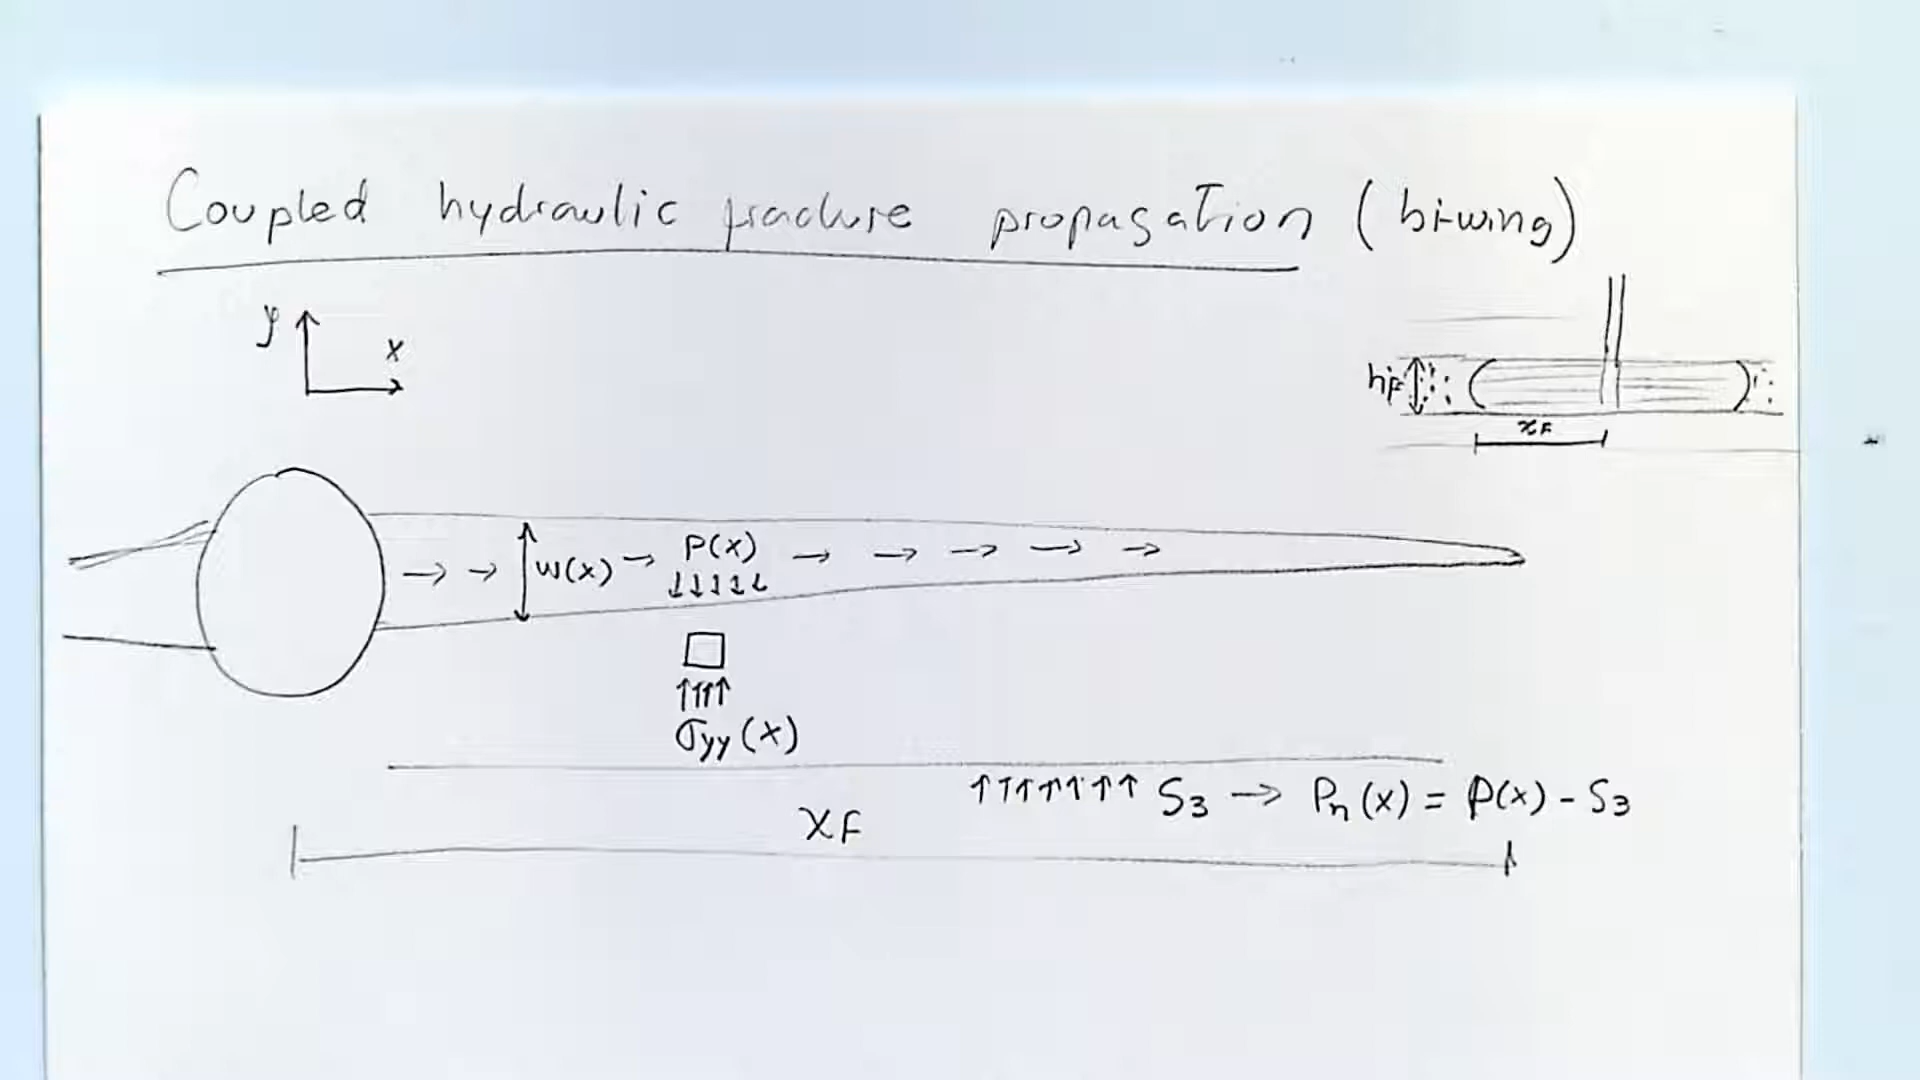 Coupled hydraulic fracture propagation (bi-wing)
y
x
hF
xF
w(x)
P(x)
σyy(x)
S3 → Pn(x) = P(x) - S3
xF